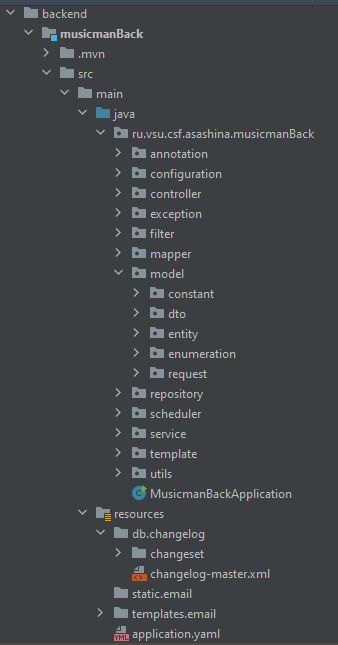 backend
musicmanBack
.mvn
src
main
java
ru.vsu.csf.asashina.musicmanBack
annotation
configuration
controller
exception
filter
mapper
model
constant
dto
entity
enumeration
request
repository
scheduler
service
template
utils
C MusicmanBackApplication
resources
db.changelog
changeset
changelog-master.xml
static.email
templates.email
YML application.yaml